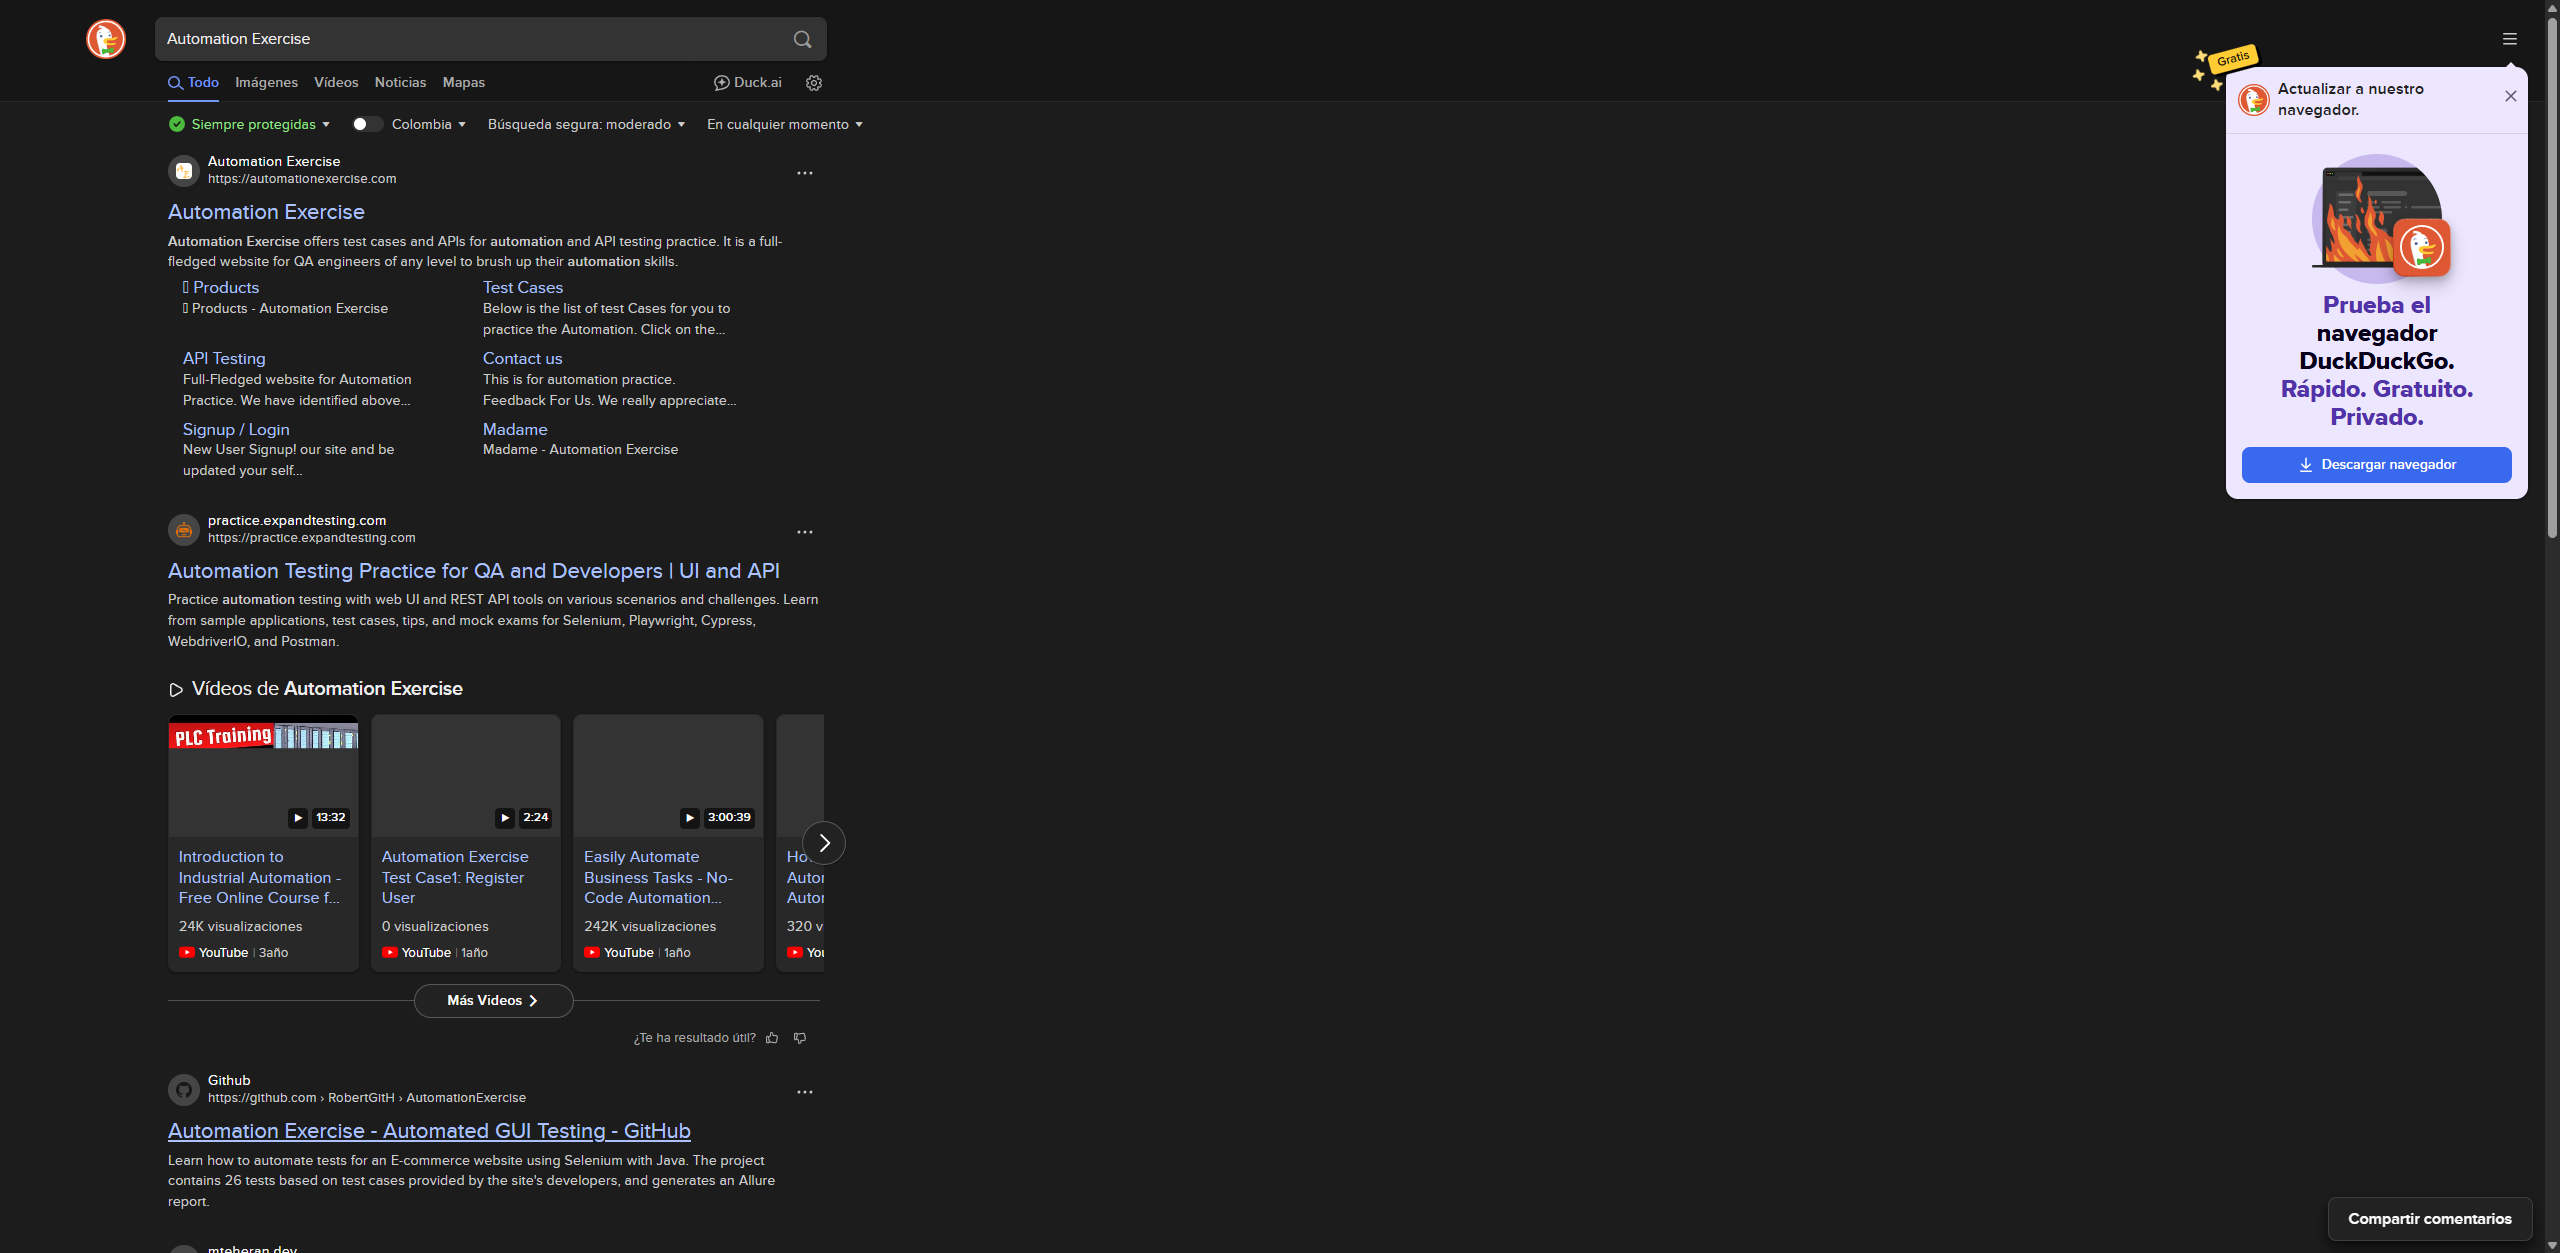 Automation Exercise
Todo Imágenes Vídeos Noticias Mapas Duck.ai
Siempre protegidas Colombia Búsqueda segura: moderado En cualquier momento
Automation Exercise
https://automationexercise.com
Automation Exercise
Automation Exercise offers test cases and APIs for automation and API testing practice. It is a full-
fledged website for QA engineers of any level to brush up their automation skills.
Products
Products - Automation Exercise
Test Cases
Below is the list of test Cases for you to
practice the Automation. Click on the...
API Testing
Full-Fledged website for Automation
Practice. We have identified above...
Contact us
This is for automation practice.
Feedback For Us. We really appreciate...
Signup / Login
New User Signup! our site and be
updated your self...
Madame
Madame - Automation Exercise
practice.expandtesting.com
https://practice.expandtesting.com
Automation Testing Practice for QA and Developers | UI and API
Practice automation testing with web UI and REST API tools on various scenarios and challenges. Learn
from sample applications, test cases, tips, and mock exams for Selenium, Playwright, Cypress,
WebdriverIO, and Postman.
Vídeos de Automation Exercise
PLC Training
13:32
Introduction to
Industrial Automation -
Free Online Course f...
24K visualizaciones
YouTube | 3año
2:24
Automation Exercise
Test Case1: Register
User
0 visualizaciones
YouTube | 1año
3:00:39
Easily Automate
Business Tasks - No-
Code Automation...
242K visualizaciones
YouTube | 1año
320 v
Más Videos
¿Te ha resultado útil?
Github
https://github.com › RobertGitH › AutomationExercise
Automation Exercise - Automated GUI Testing - GitHub
Learn how to automate tests for an E-commerce website using Selenium with Java. The project
contains 26 tests based on test cases provided by the site's developers, and generates an Allure
report.
mteheran.dev
Gratis
Actualizar a nuestro
navegador.
Prueba el
navegador
DuckDuckGo.
Rápido. Gratuito.
Privado.
Descargar navegador
Compartir comentarios